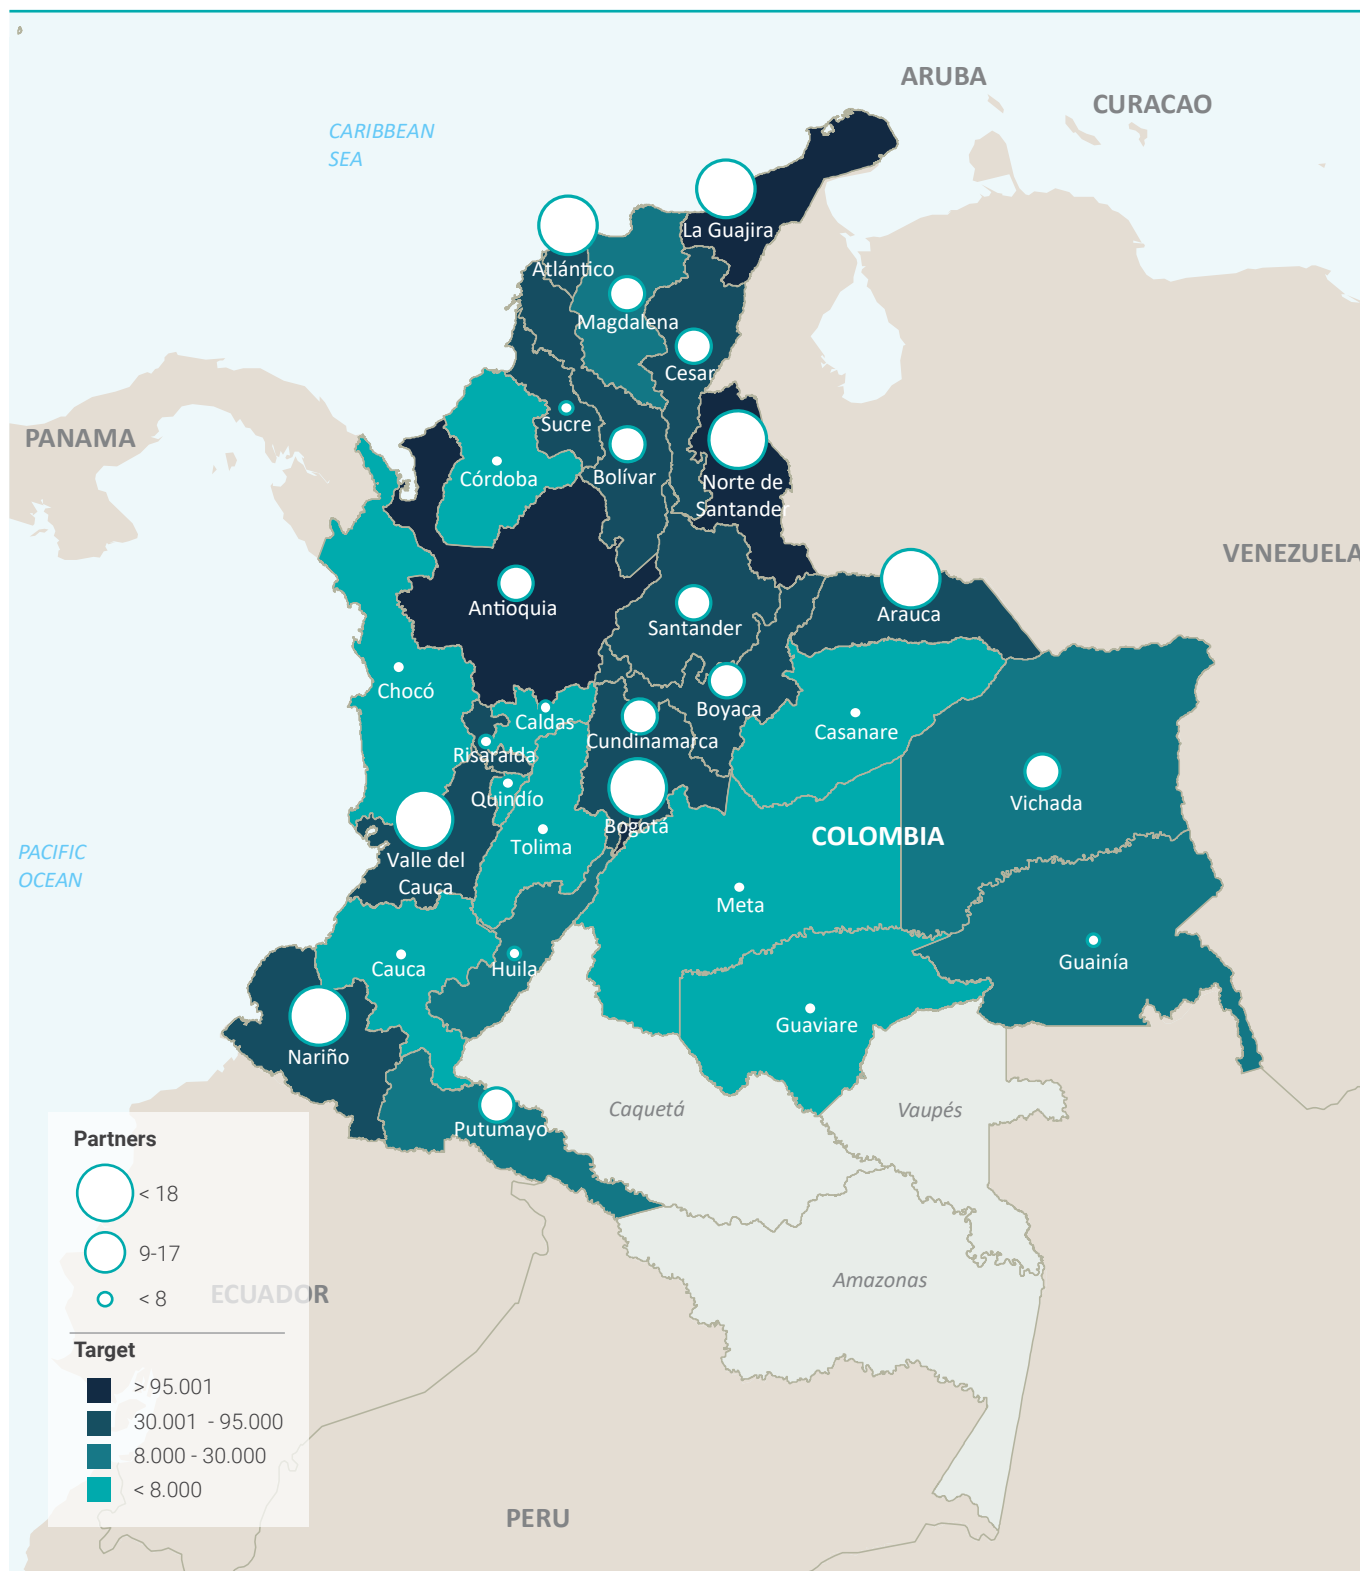 ARUBA
CURACAO
CARIBBEAN
SEA
La Guajira
Atlántico
Magdalena
Cesar
Sucre
PANAMA
Córdoba
Bolívar
Norte de
Santander
VENEZUELA
Antioquia
Santander
Arauca
Chocó
Boyaca
Caldas
Casanare
Cundinamarca
Risaralda
Quindío
Vichada
Bogotá
COLOMBIA
Tolima
Valle del
Cauca
PACIFIC
OCEAN
Meta
Cauca
Huila
Guainía
Guaviare
Nariño
Caquetá
Vaupés
Putumayo
Partners
< 18
9-17
< 8
ECUADOR
Amazonas
Target
> 95.001
30.001 - 95.000
8.000 - 30.000
< 8.000
PERU